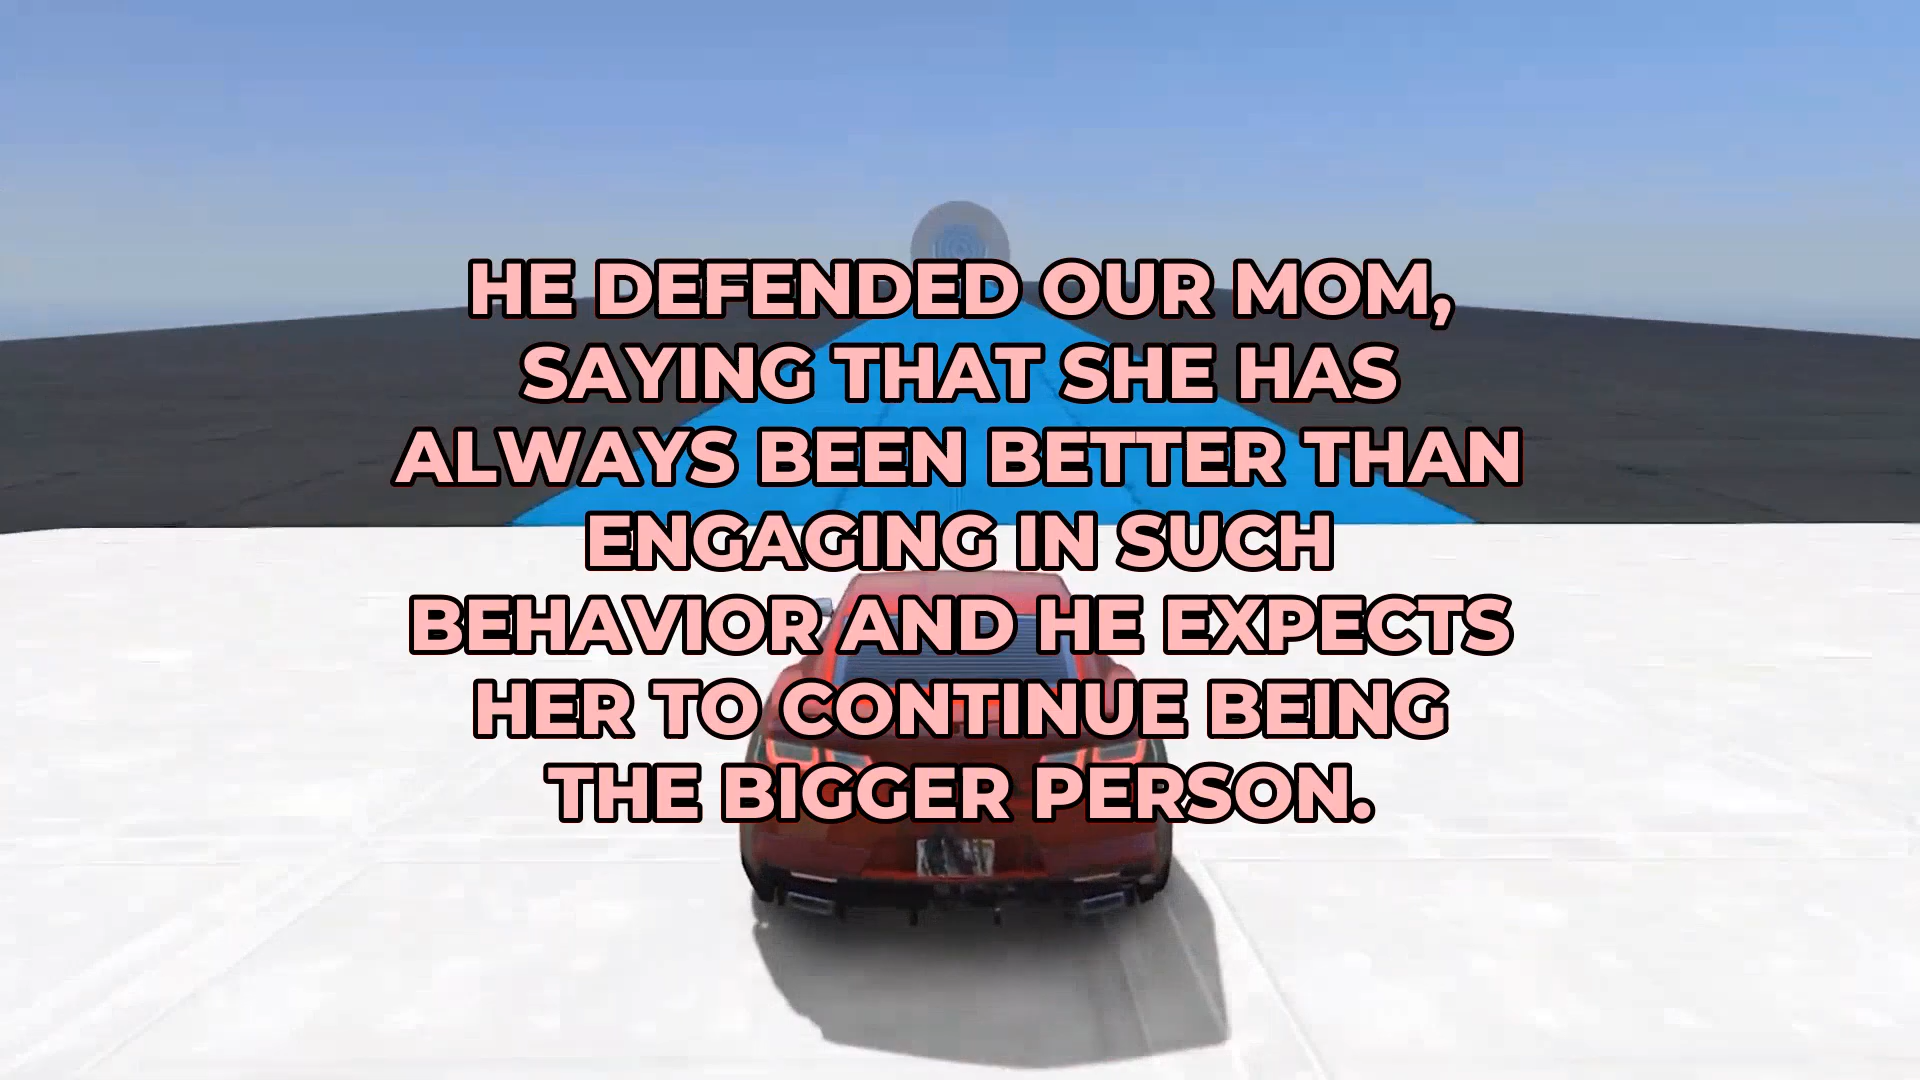 HE DEFENDED OUR MOM,
SAYING THAT SHE HAS
ALWAYS BEEN BETTER THAN
ENGAGING IN SUCH
BEHAVIOR AND HE EXPECTS
HER TO CONTINUE BEING
THE BIGGER PERSON.